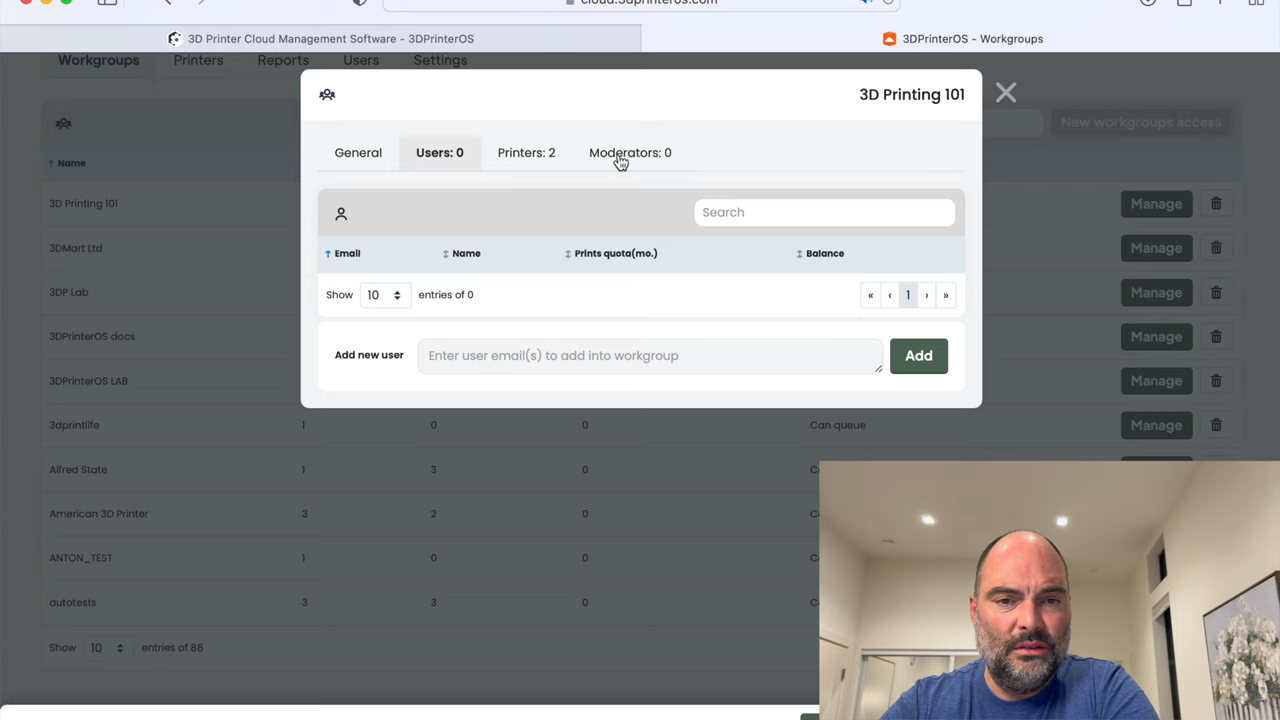 cloud.3dprinteros.com
3D Printer Cloud Management Software - 3DPrinterOS
3DPrinterOS - Workgroups
Workgroups Printers Reports Users Settings
3D Printing 101
New workgroups access
General Users: 0 Printers: 2 Moderators: 0
Name
Search
3D Printing 101 Manage
Email Name Prints quota(mo.) Balance
3DMart Ltd Manage
3DP Lab Manage
Show 10 entries of 0 « ‹ 1 › »
3DPrinterOS docs Manage
Add new user Enter user email(s) to add into workgroup Add
3DPrinterOS LAB Manage
3dprintlife 1 0 0 Can queue Manage
Alfred State 1 3 0
American 3D Printer 3 2 0
ANTON_TEST 1 0 0
autotests 3 3 0
Show 10 entries of 88